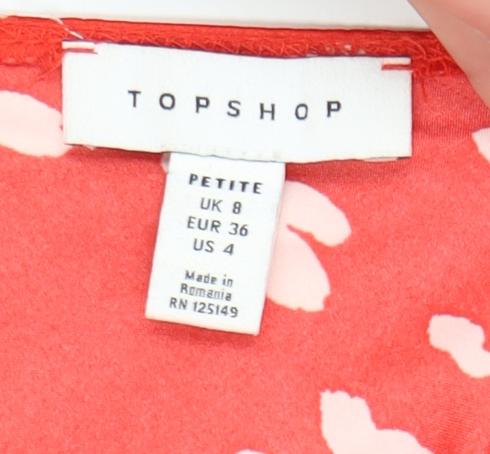 TOPSHOP
PETITE
UK 8
EUR 36
US 4
Made in
Romania
RN 125149